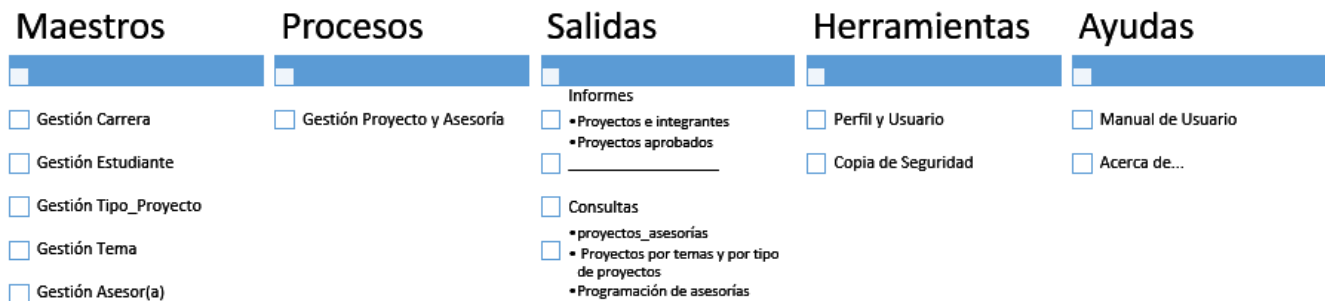 Maestros
Gestión Carrera
Gestión Estudiante
Gestión Tipo_Proyecto
Gestión Tema
Gestión Asesor(a)
Procesos
Gestión Proyecto y Asesoría
Salidas
Informes
•Proyectos e integrantes
•Proyectos aprobados
Consultas
•proyectos_asesorías
• Proyectos por temas y por tipo
de proyectos
•Programación de asesorías
Herramientas
Perfil y Usuario
Copia de Seguridad
Ayudas
Manual de Usuario
Acerca de...